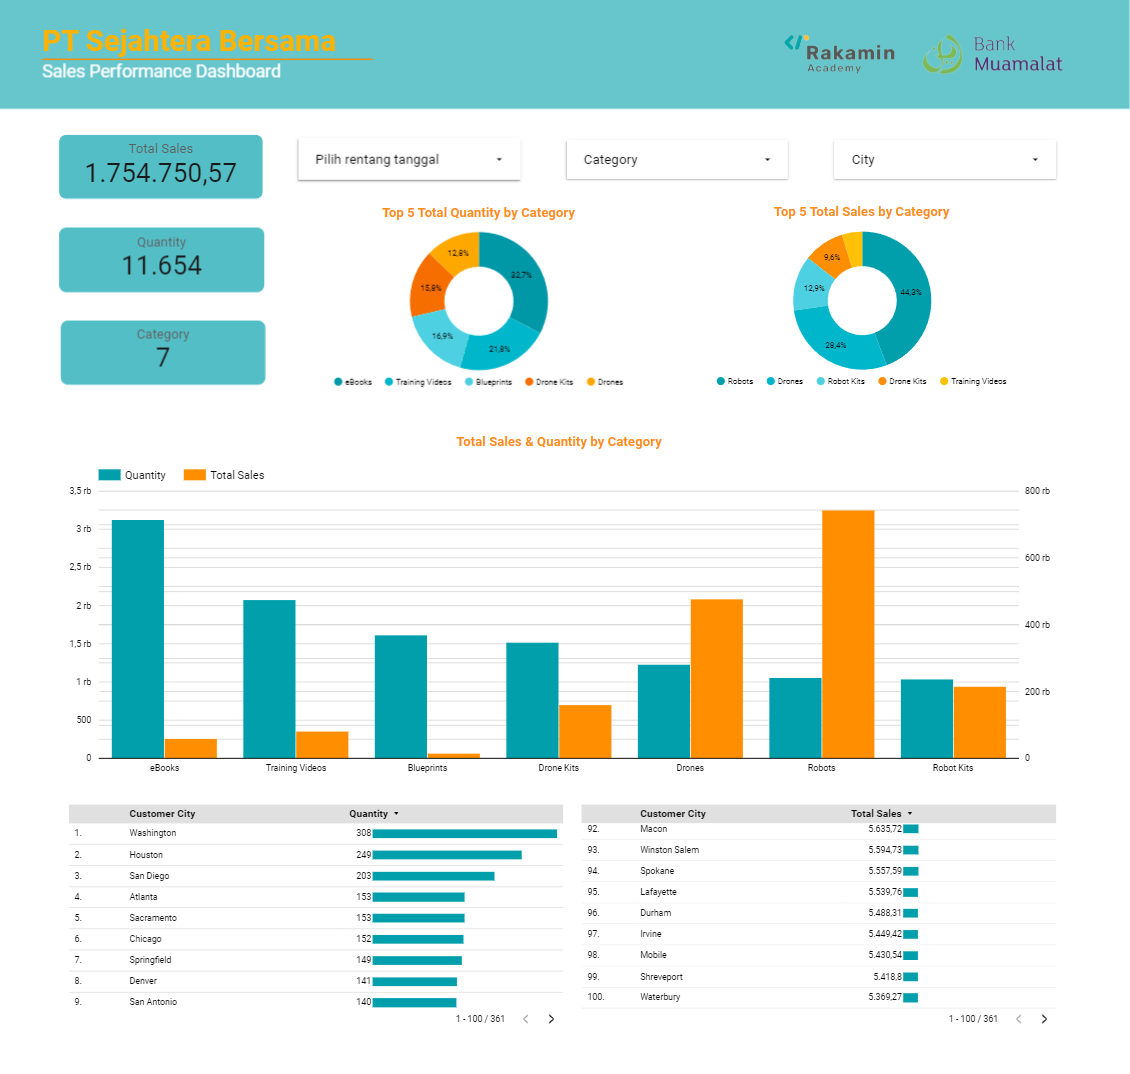 PT Sejahtera Bersama
Sales Performance Dashboard
</> Rakamin
Academy
Bank
Muamalat
Total Sales
1.754.750,57
Quantity
11.654
Category
7
Pilih rentang tanggal
Category
City
Top 5 Total Quantity by Category
12,8%
32,7%
15,8%
16,9%
21,8%
eBooks Training Videos Blueprints Drone Kits Drones
Top 5 Total Sales by Category
9,6%
44,3%
12,9%
28,4%
Robots Drones Robot Kits Drone Kits Training Videos
Total Sales & Quantity by Category
Quantity Total Sales
3,5 rb 800 rb
3 rb
2,5 rb 600 rb
2 rb
1,5 rb 400 rb
1 rb
500 200 rb
0 0
eBooks Training Videos Blueprints Drone Kits Drones Robots Robot Kits
Customer City Quantity
1. Washington 308
2. Houston 249
3. San Diego 203
4. Atlanta 153
5. Sacramento 153
6. Chicago 152
7. Springfield 149
8. Denver 141
9. San Antonio 140
1 - 100 / 361
Customer City Total Sales
92. Macon 5.635,72
93. Winston Salem 5.594,73
94. Spokane 5.557,59
95. Lafayette 5.539,76
96. Durham 5.488,31
97. Irvine 5.449,42
98. Mobile 5.430,54
99. Shreveport 5.418,8
100. Waterbury 5.369,27
1 - 100 / 361